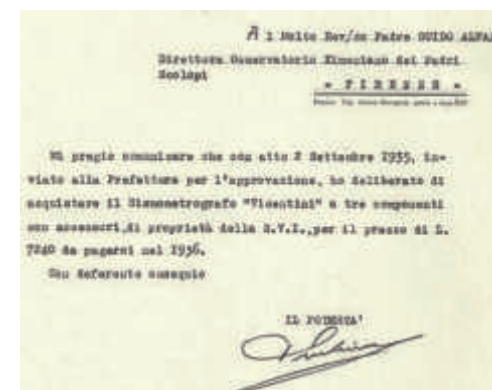 A l Molto Rev/do Padre GUIDO ALFA
Direttore Osservatorio Ximeniano dei Padri
Scolopi
= FIRENZE =
Mi pregio comunicare che con atto 2 Settembre 1935, in-
viato alla Prefettura per l'approvazione, ho deliberato di
acquistare il Sismometrografo "Vicentini" a tre componenti
con accessori, di proprietà della S.V.I., per il prezzo di L.
7240 da pagarsi nel 1936.
Con deferente ossequio
IL PODESTA'